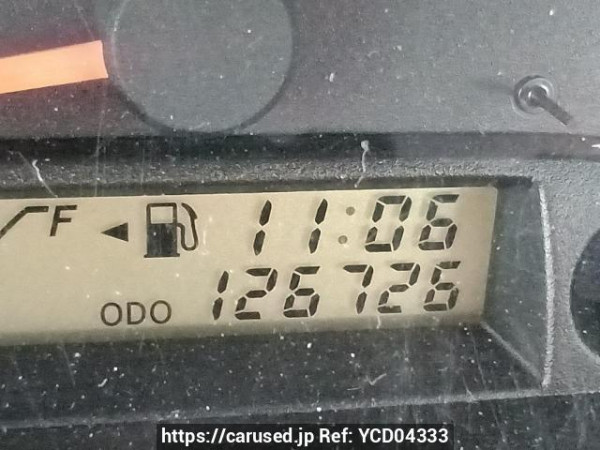 F 11:06
ODO 126726
https://carused.jp Ref: YCD04333